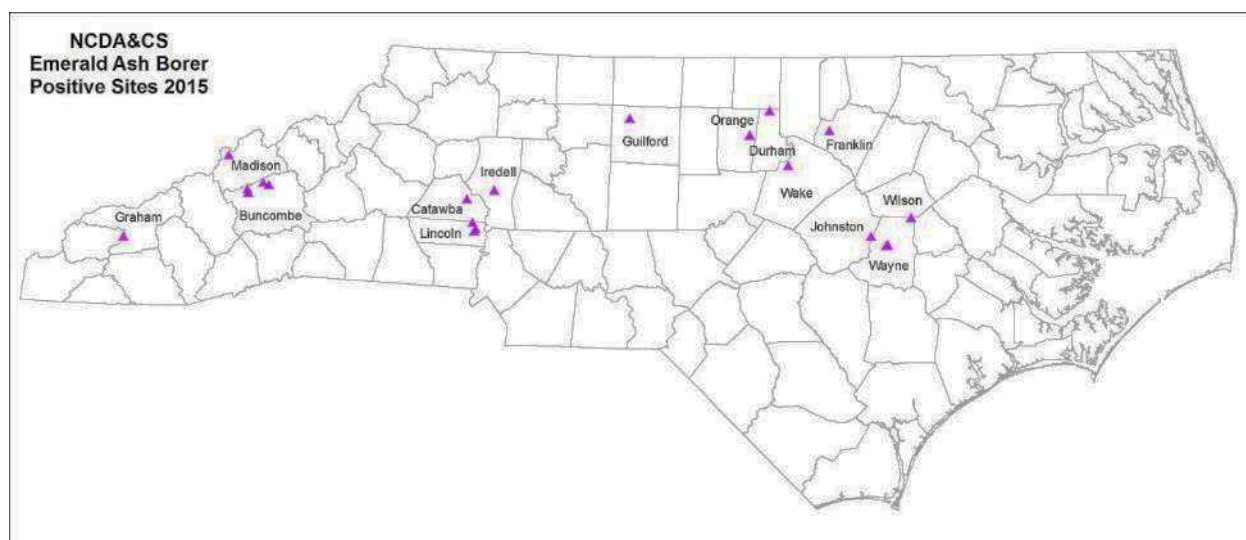 NCDA&CS
Emerald Ash Borer
Positive Sites 2015
Orange
Guilford
Durham
Franklin
Madison
Iredell
Wake
Wilson
Catawba
Graham
Buncombe
Johnston
Lincoln
Wayne